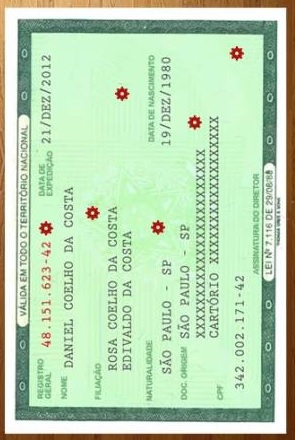 VÁLIDA EM TODO O TERRITÓRIO NACIONAL
REGISTRO GERAL 48.151.623-42 DATA DE EXPEDIÇÃO 21/DEZ/2012
NOME DANIEL COELHO DA COSTA
FILIAÇÃO
ROSA COELHO DA COSTA
EDIVALDO DA COSTA
NATURALIDADE DATA DE NASCIMENTO
SÃO PAULO - SP 19/DEZ/1980
DOC. ORIGEM SÃO PAULO - SP
XXXXXXXXXXXXXXXXXXXXXXXX
CARTÓRIO XXXXXXXXXXXXXXXXXXX
CPF
342.002.171-42
ASSINATURA DO DIRETOR
LEI Nº 7.116 DE 29/08/83